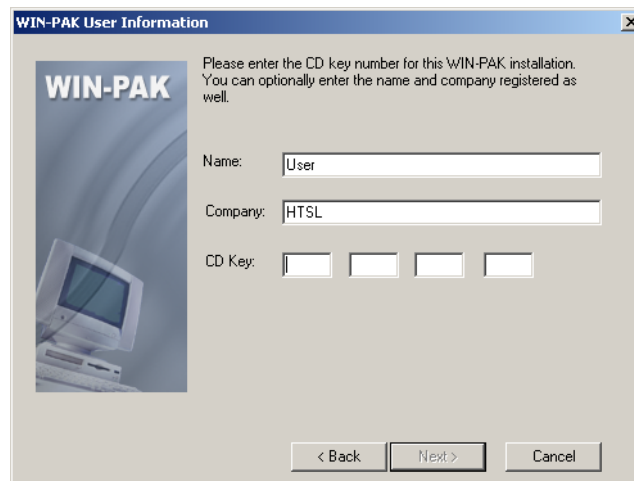 WIN-PAK User Information
WIN-PAK
Please enter the CD key number for this WIN-PAK installation.
You can optionally enter the name and company registered as
well.
Name: User
Company: HTSL
CD Key:
< Back Next > Cancel